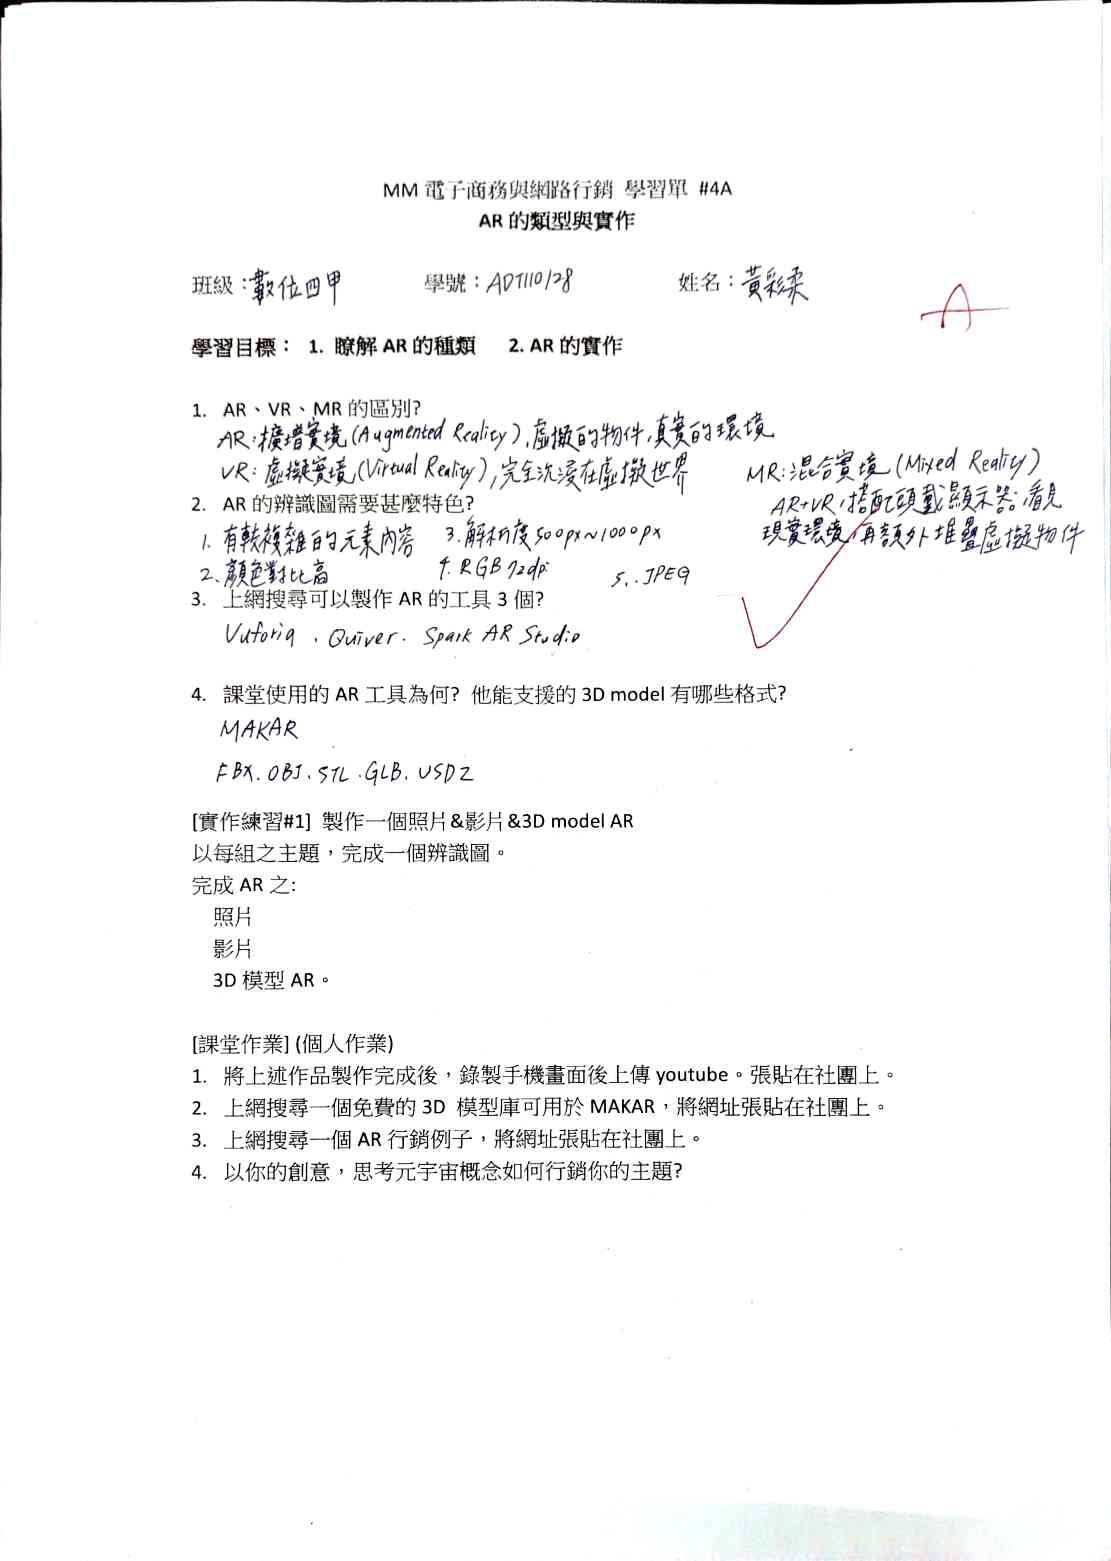 MM 電子商務與網路行銷 學習單 #4A
AR 的類型與實作
班級：數位四甲 學號：ADT110128 姓名：黃彩柔
A
學習目標： 1. 瞭解 AR 的種類 2. AR 的實作
1. AR、VR、MR 的區別?
AR:擴增實境(Augmented Reality),虛擬的物件,真實的環境
VR:虛擬實境,(Virtual Reality),完全沉浸在虛擬世界
MR:混合實境(Mixed Reality)
AR+VR,搭配頭戴顯示器,看見
現實環境,再額外堆疊虛擬物件
2. AR 的辨識圖需要甚麼特色?
1. 有較複雜的元素內容 3.解析度500px~1000px
2.顏色對比高 4.RGB 72dpi 5..JPEG
3. 上網搜尋可以製作 AR 的工具 3 個?
Vuforia、Quiver. Spark AR Studio
4. 課堂使用的 AR 工具為何? 他能支援的 3D model 有哪些格式?
MAKAR
FBX.OBJ.STL.GLB.USDZ
[實作練習#1] 製作一個照片&影片&3D model AR
以每組之主題，完成一個辨識圖。
完成 AR 之:
照片
影片
3D 模型 AR。
[課堂作業] (個人作業)
1. 將上述作品製作完成後，錄製手機畫面後上傳 youtube。張貼在社團上。
2. 上網搜尋一個免費的 3D 模型庫可用於 MAKAR，將網址張貼在社團上。
3. 上網搜尋一個 AR 行銷例子，將網址張貼在社團上。
4. 以你的創意，思考元宇宙概念如何行銷你的主題?